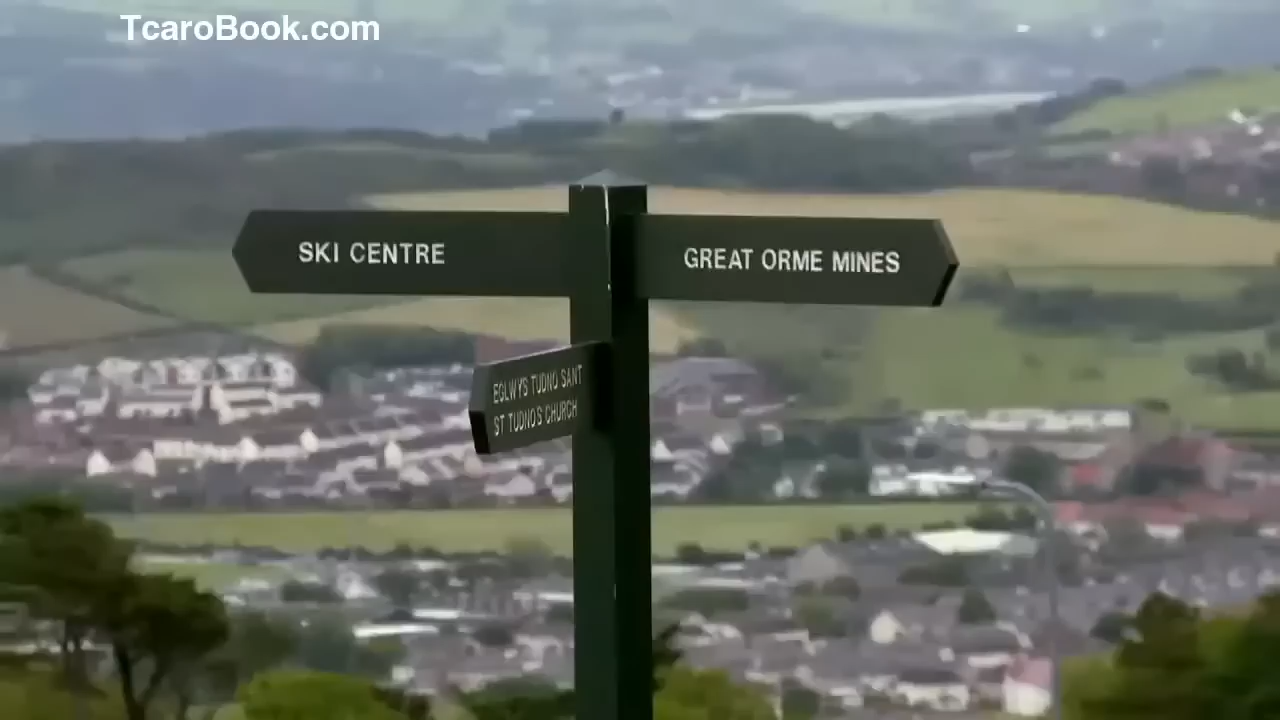 TcaroBook.com
SKI CENTRE
GREAT ORME MINES
EGLWYS TUDNO SANT
ST TUDNO'S CHURCH